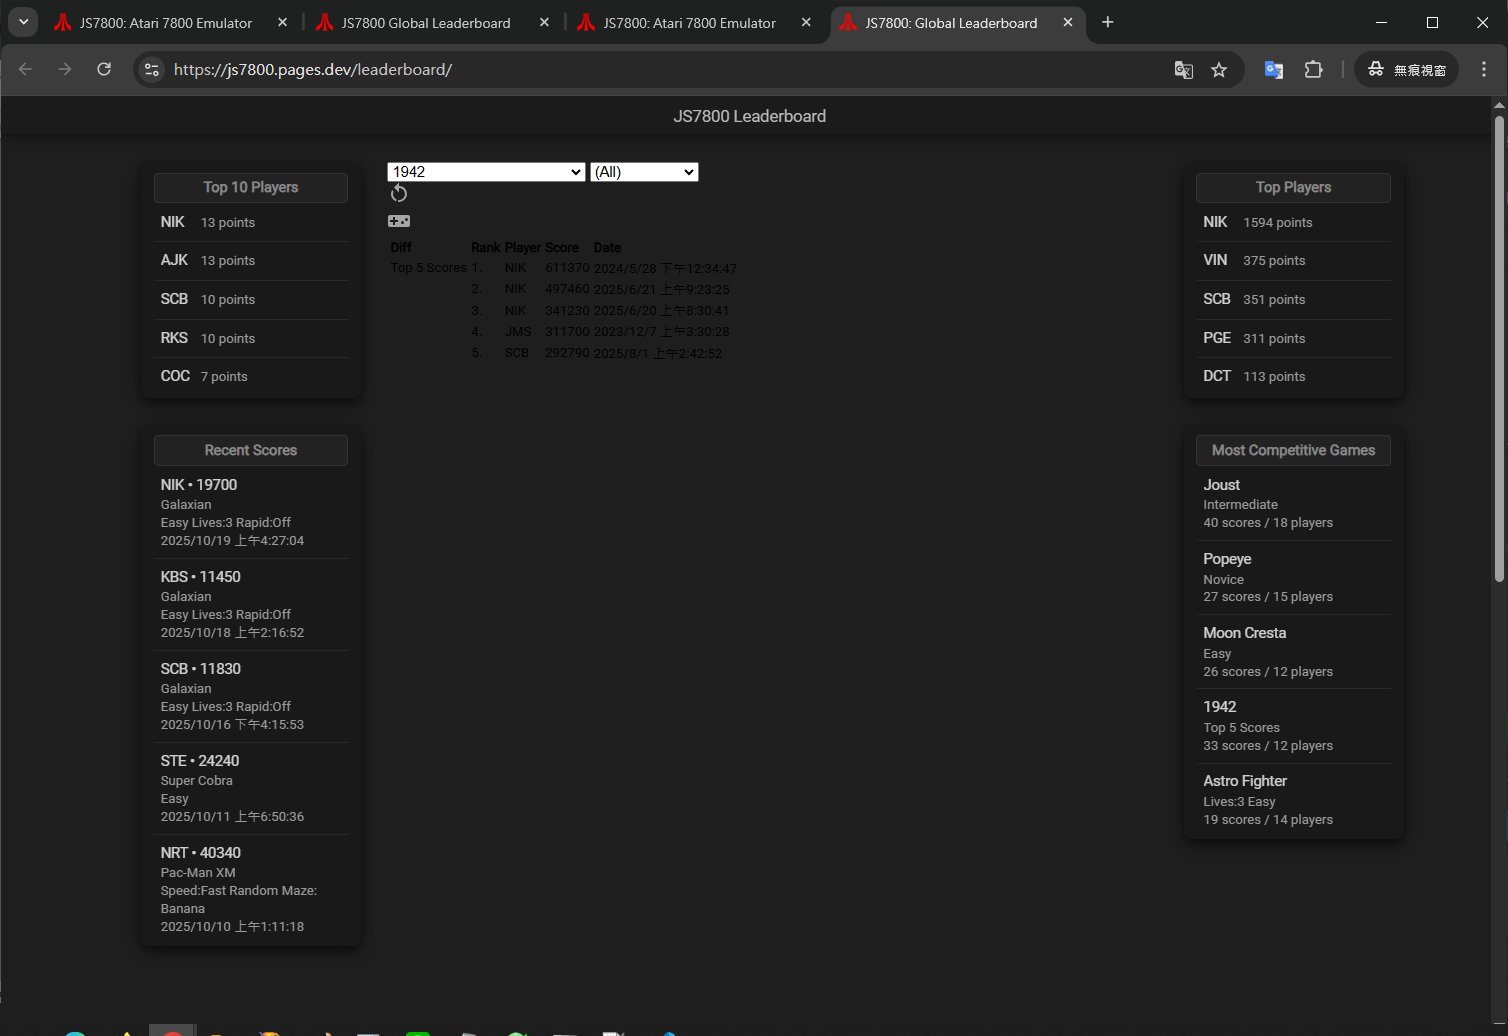 JS7800: Atari 7800 Emulator
JS7800 Global Leaderboard
JS7800: Atari 7800 Emulator
JS7800: Global Leaderboard
https://js7800.pages.dev/leaderboard/
無痕視窗
JS7800 Leaderboard
Top 10 Players
NIK 13 points
AJK 13 points
SCB 10 points
RKS 10 points
COC 7 points
Recent Scores
NIK • 19700
Galaxian
Easy Lives:3 Rapid:Off
2025/10/19 上午4:27:04
KBS • 11450
Galaxian
Easy Lives:3 Rapid:Off
2025/10/18 上午2:16:52
SCB • 11830
Galaxian
Easy Lives:3 Rapid:Off
2025/10/16 下午4:15:53
STE • 24240
Super Cobra
Easy
2025/10/11 上午6:50:36
NRT • 40340
Pac-Man XM
Speed:Fast Random Maze:
Banana
2025/10/10 上午1:11:18
1942 (All)
Diff Rank Player Score Date
Top 5 Scores 1. NIK 611370 2024/5/28 下午12:34:47
2. NIK 497460 2025/6/21 上午9:23:25
3. NIK 341230 2025/6/20 上午8:30:41
4. JMS 311700 2023/12/7 上午3:30:28
5. SCB 292790 2025/8/1 上午2:42:52
Top Players
NIK 1594 points
VIN 375 points
SCB 351 points
PGE 311 points
DCT 113 points
Most Competitive Games
Joust
Intermediate
40 scores / 18 players
Popeye
Novice
27 scores / 15 players
Moon Cresta
Easy
26 scores / 12 players
1942
Top 5 Scores
33 scores / 12 players
Astro Fighter
Lives:3 Easy
19 scores / 14 players